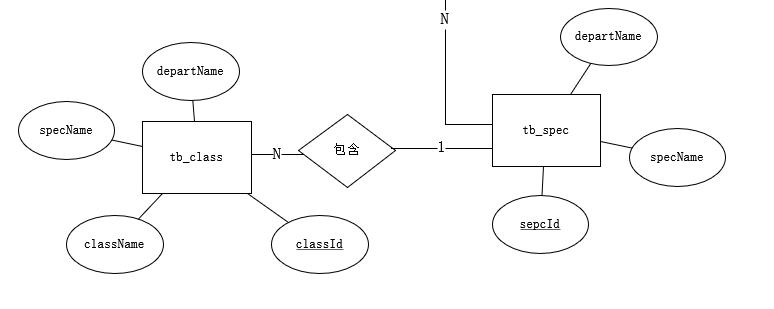 N
departName
departName
specName
tb_spec
tb_class
N
包含
1
specName
className
classId
sepcId